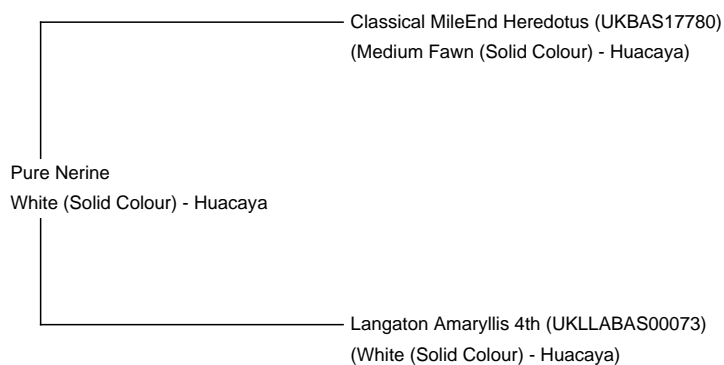 Classical MileEnd Heredotus (UKBAS17780)
(Medium Fawn (Solid Colour) - Huacaya)
Pure Nerine
White (Solid Colour) - Huacaya
Langaton Amaryllis 4th (UKLLABAS00073)
(White (Solid Colour) - Huacaya)